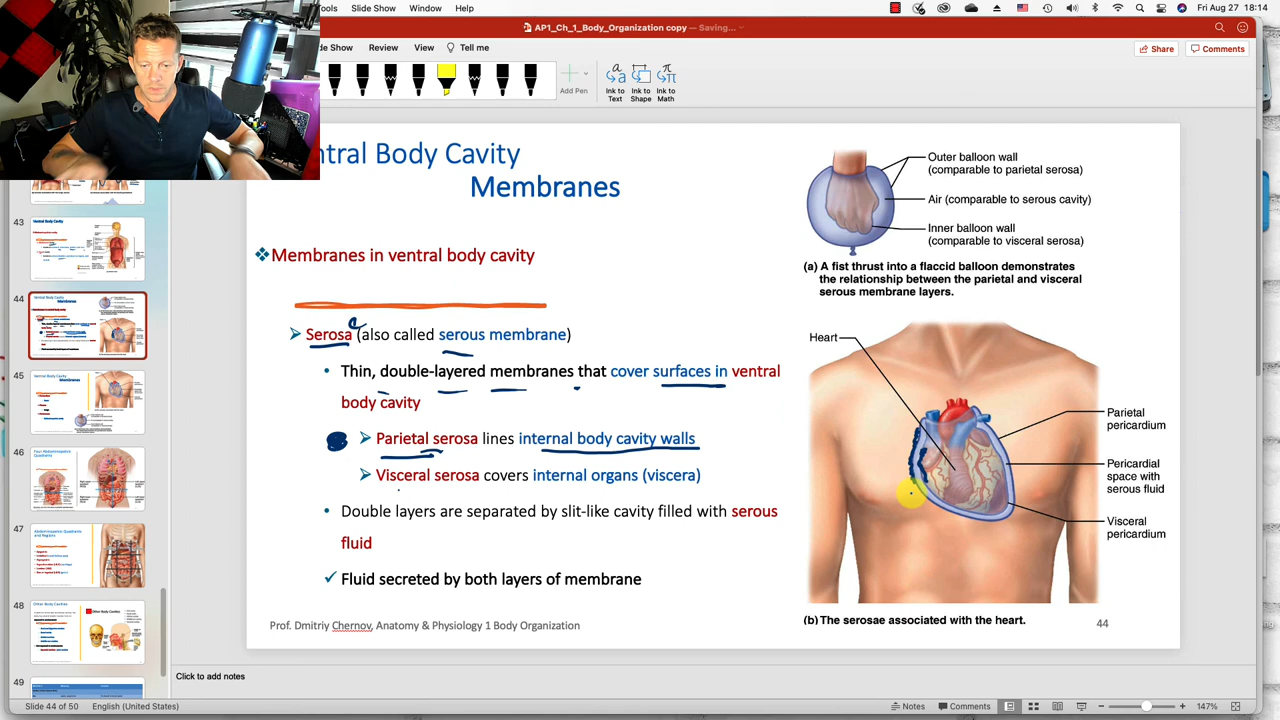 Slide Show Window Help
Fri Aug 27 18:14
AP1_Ch_1_Body_Organization copy — Saving...
de Show Review View Tell me
Share Comments
Add Pen
Ink to Text
Ink to Shape
Ink to Math
43
44
45
46
47
48
49
ntral Body Cavity
Membranes
Membranes in ventral body cavity
Serosa (also called serous membrane)
Thin, double-layered membranes that cover surfaces in ventral
body cavity
Parietal serosa lines internal body cavity walls
Visceral serosa covers internal organs (viscera)
Double layers are separated by slit-like cavity filled with serous
fluid
Fluid secreted by both layers of membrane
Prof. Dmitriy Chernov, Anatomy & Physiology 1 Body Organization
44
Outer balloon wall
(comparable to parietal serosa)
Air (comparable to serous cavity)
Inner balloon wall
(comparable to visceral serosa)
(a) A fist thrust into a flaccid balloon demonstrates
the relationship between the parietal and visceral
serous membrane layers.
Heart
Parietal
pericardium
Pericardial
space with
serous fluid
Visceral
pericardium
(b) The serosae associated with the heart.
Click to add notes
Slide 44 of 50 English (United States)
Notes Comments 147%